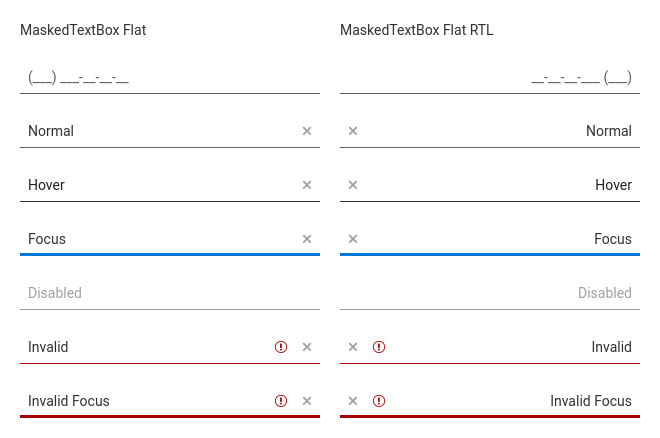 MaskedTextBox Flat
MaskedTextBox Flat RTL
(___) ___-__-__-__
__-__-__-___ (___)
Normal
Normal
Hover
Hover
Focus
Focus
Disabled
Disabled
Invalid
Invalid
Invalid Focus
Invalid Focus